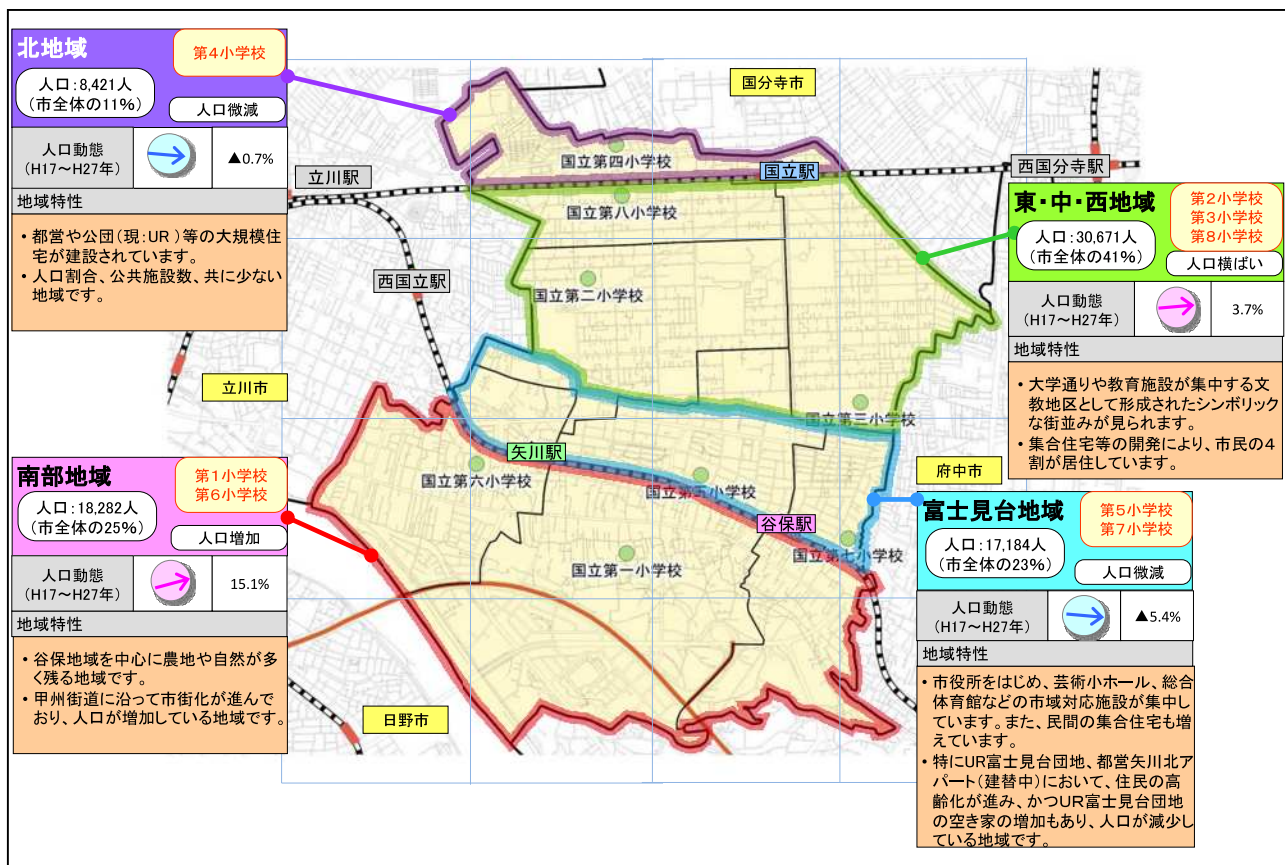 北地域
第4小学校
人口:8,421人
(市全体の11%)
人口微減
人口動態
(H17～H27年)
▲0.7%
地域特性
・都営や公団(現:UR )等の大規模住
宅が建設されています。
・人口割合、公共施設数、共に少ない
地域です。
国分寺市
国立第四小学校
国立駅
西国分寺駅
立川駅
国立第八小学校
西国立駅
国立第二小学校
立川市
国立第三小学校
矢川駅
国立第六小学校
国立第五小学校
府中市
谷保駅
国立第七小学校
国立第一小学校
日野市
東・中・西地域
第2小学校
第3小学校
第8小学校
人口:30,671人
(市全体の41%)
人口横ばい
人口動態
(H17～H27年)
3.7%
地域特性
・大学通りや教育施設が集中する文
教地区として形成されたシンボリック
な街並みが見られます。
・集合住宅等の開発により、市民の4
割が居住しています。
南部地域
第1小学校
第6小学校
人口:18,282人
(市全体の25%)
人口増加
人口動態
(H17～H27年)
15.1%
地域特性
・谷保地域を中心に農地や自然が多
く残る地域です。
・甲州街道に沿って市街化が進んで
おり、人口が増加している地域です。
富士見台地域
第5小学校
第7小学校
人口:17,184人
(市全体の23%)
人口微減
人口動態
(H17～H27年)
▲5.4%
地域特性
・市役所をはじめ、芸術小ホール、総合
体育館などの市域対応施設が集中し
ています。また、民間の集合住宅も増
えています。
・特にUR富士見台団地、都営矢川北ア
パート(建替中)において、住民の高
齢化が進み、かつUR富士見台団地
の空き家の増加もあり、人口が減少し
ている地域です。